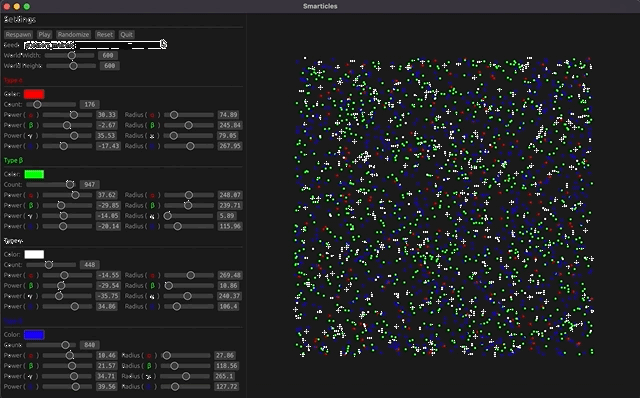 Smarticles
Settings
Respawn Play Randomize Reset Quit
Seed:
World Width: 600
World Height: 600
Color:
Count: 176
Power ( α ) 30.33 Radius ( α ) 74.89
Power ( β ) -2.67 Radius ( β ) 245.84
Power ( γ ) 35.53 Radius ( γ ) 79.05
Power ( ) -17.43 Radius ( ) 267.95
Type β
Color:
Count: 947
Power ( α ) 37.62 Radius ( α ) 248.07
Power ( β ) -29.85 Radius ( β ) 239.71
Power ( γ ) -14.05 Radius ( γ ) 5.89
Power ( ) -20.14 Radius ( ) 115.96
Type γ
Color:
Count: 448
Power ( α ) -14.55 Radius ( α ) 269.48
Power ( β ) -29.54 Radius ( β ) 10.86
Power ( γ ) -35.75 Radius ( γ ) 248.37
Power ( ) 34.86 Radius ( ) 106.4
Color:
Count: 840
Power ( α ) 10.46 Radius ( α ) 27.86
Power ( β ) 21.57 Radius ( β ) 118.56
Power ( γ ) 34.71 Radius ( γ ) 265.1
Power ( ) 39.56 Radius ( ) 127.72